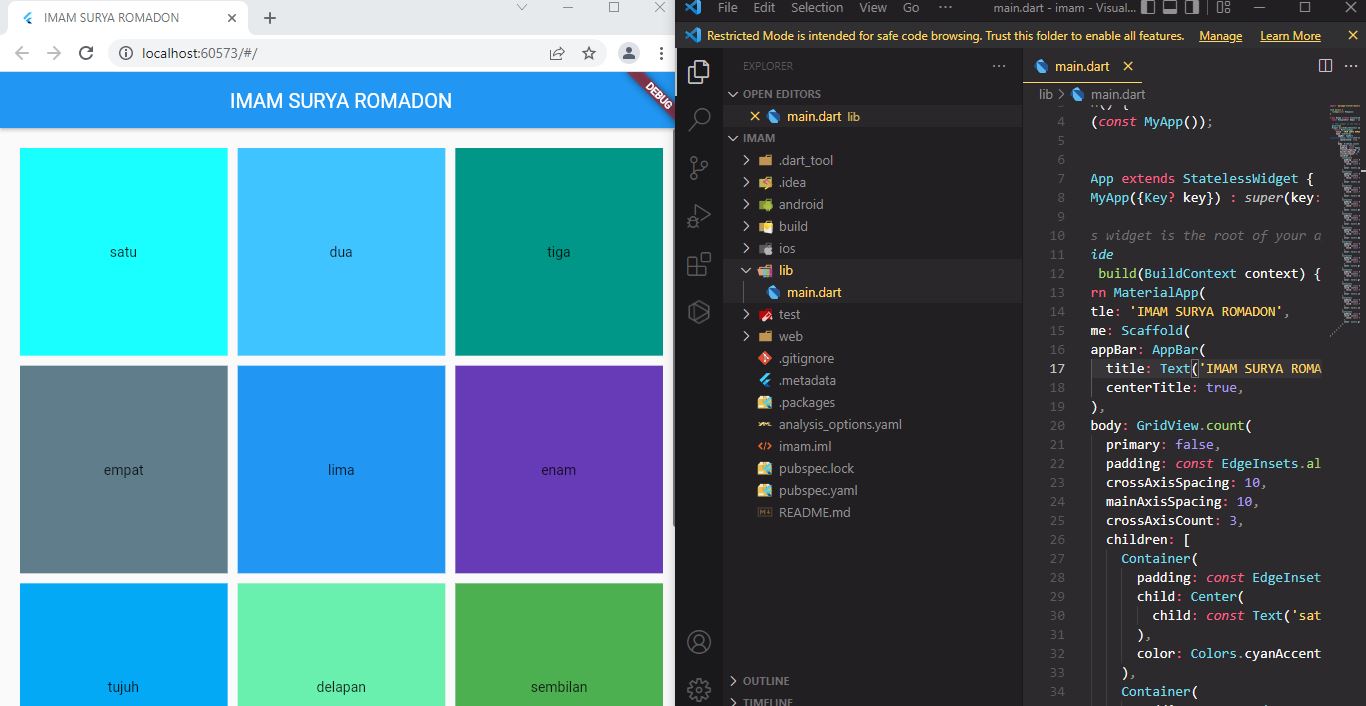 IMAM SURYA ROMADON
localhost:60573/#/
IMAM SURYA ROMADON
DEBUG
satu
dua
tiga
empat
lima
enam
tujuh
delapan
sembilan
File Edit Selection View Go ··· main.dart - imam - Visual...
Restricted Mode is intended for safe code browsing. Trust this folder to enable all features. Manage Learn More
EXPLORER
OPEN EDITORS
main.dart lib
IMAM
.dart_tool
.idea
android
build
ios
lib
main.dart
test
web
.gitignore
.metadata
.packages
analysis_options.yaml
imam.iml
pubspec.lock
pubspec.yaml
README.md
OUTLINE
TIMELINE
main.dart
lib > main.dart
4 (const MyApp());
5
6
7 App extends StatelessWidget {
8 MyApp({Key? key}) : super(key:
9
10 s widget is the root of your a
11 ide
12 build(BuildContext context) {
13 rn MaterialApp(
14 tle: 'IMAM SURYA ROMADON',
15 me: Scaffold(
16 appBar: AppBar(
17 title: Text('IMAM SURYA ROMA
18 centerTitle: true,
19 ),
20 body: GridView.count(
21 primary: false,
22 padding: const EdgeInsets.al
23 crossAxisSpacing: 10,
24 mainAxisSpacing: 10,
25 crossAxisCount: 3,
26 children: [
27 Container(
28 padding: const EdgeInset
29 child: Center(
30 child: const Text('sat
31 ),
32 color: Colors.cyanAccent
33 ),
34 Container(